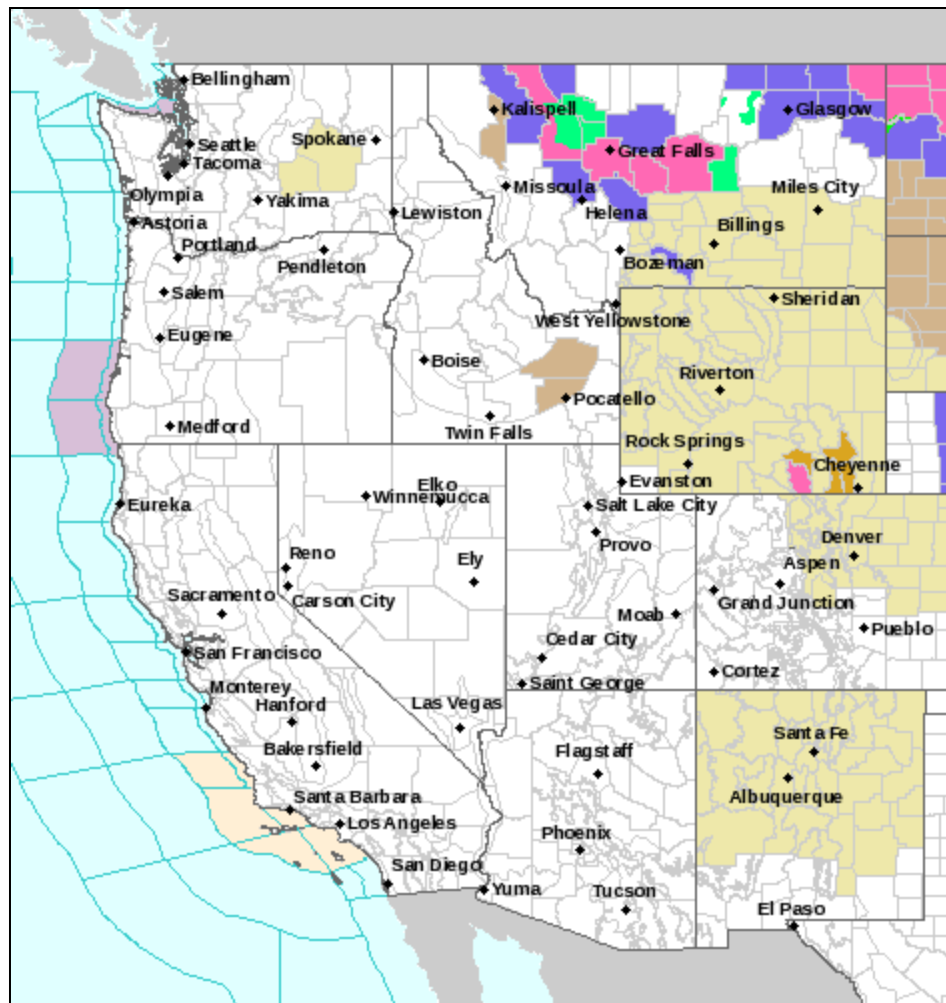 Bellingham
Kalispell
Glasgow
Spokane
Seattle
Great Falls
Tacoma
Missoula
Miles City
Olympia
Yakima
Lewiston
Helena
Astoria
Billings
Portland
Pendleton
Bozeman
Salem
Sheridan
West Yellowstone
Eugene
Boise
Riverton
Pocatello
Medford
Twin Falls
Rock Springs
Cheyenne
Elko
Evanston
Winnemucca
Eureka
Salt Lake City
Denver
Provo
Reno
Ely
Aspen
Sacramento
Carson City
Grand Junction
Moab
Pueblo
Cedar City
San Francisco
Cortez
Saint George
Monterey
Hanford
Las Vegas
Santa Fe
Bakersfield
Flagstaff
Albuquerque
Santa Barbara
Los Angeles
Phoenix
San Diego
Yuma
Tucson
El Paso